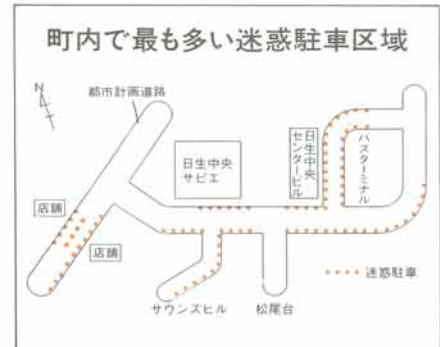 町内で最も多い迷惑駐車区域
N
都市計画道路
日生中央
サピエ
日生中央
センタービル
バスターミナル
店舗
店舗
迷惑駐車
サウンズヒル
松尾台